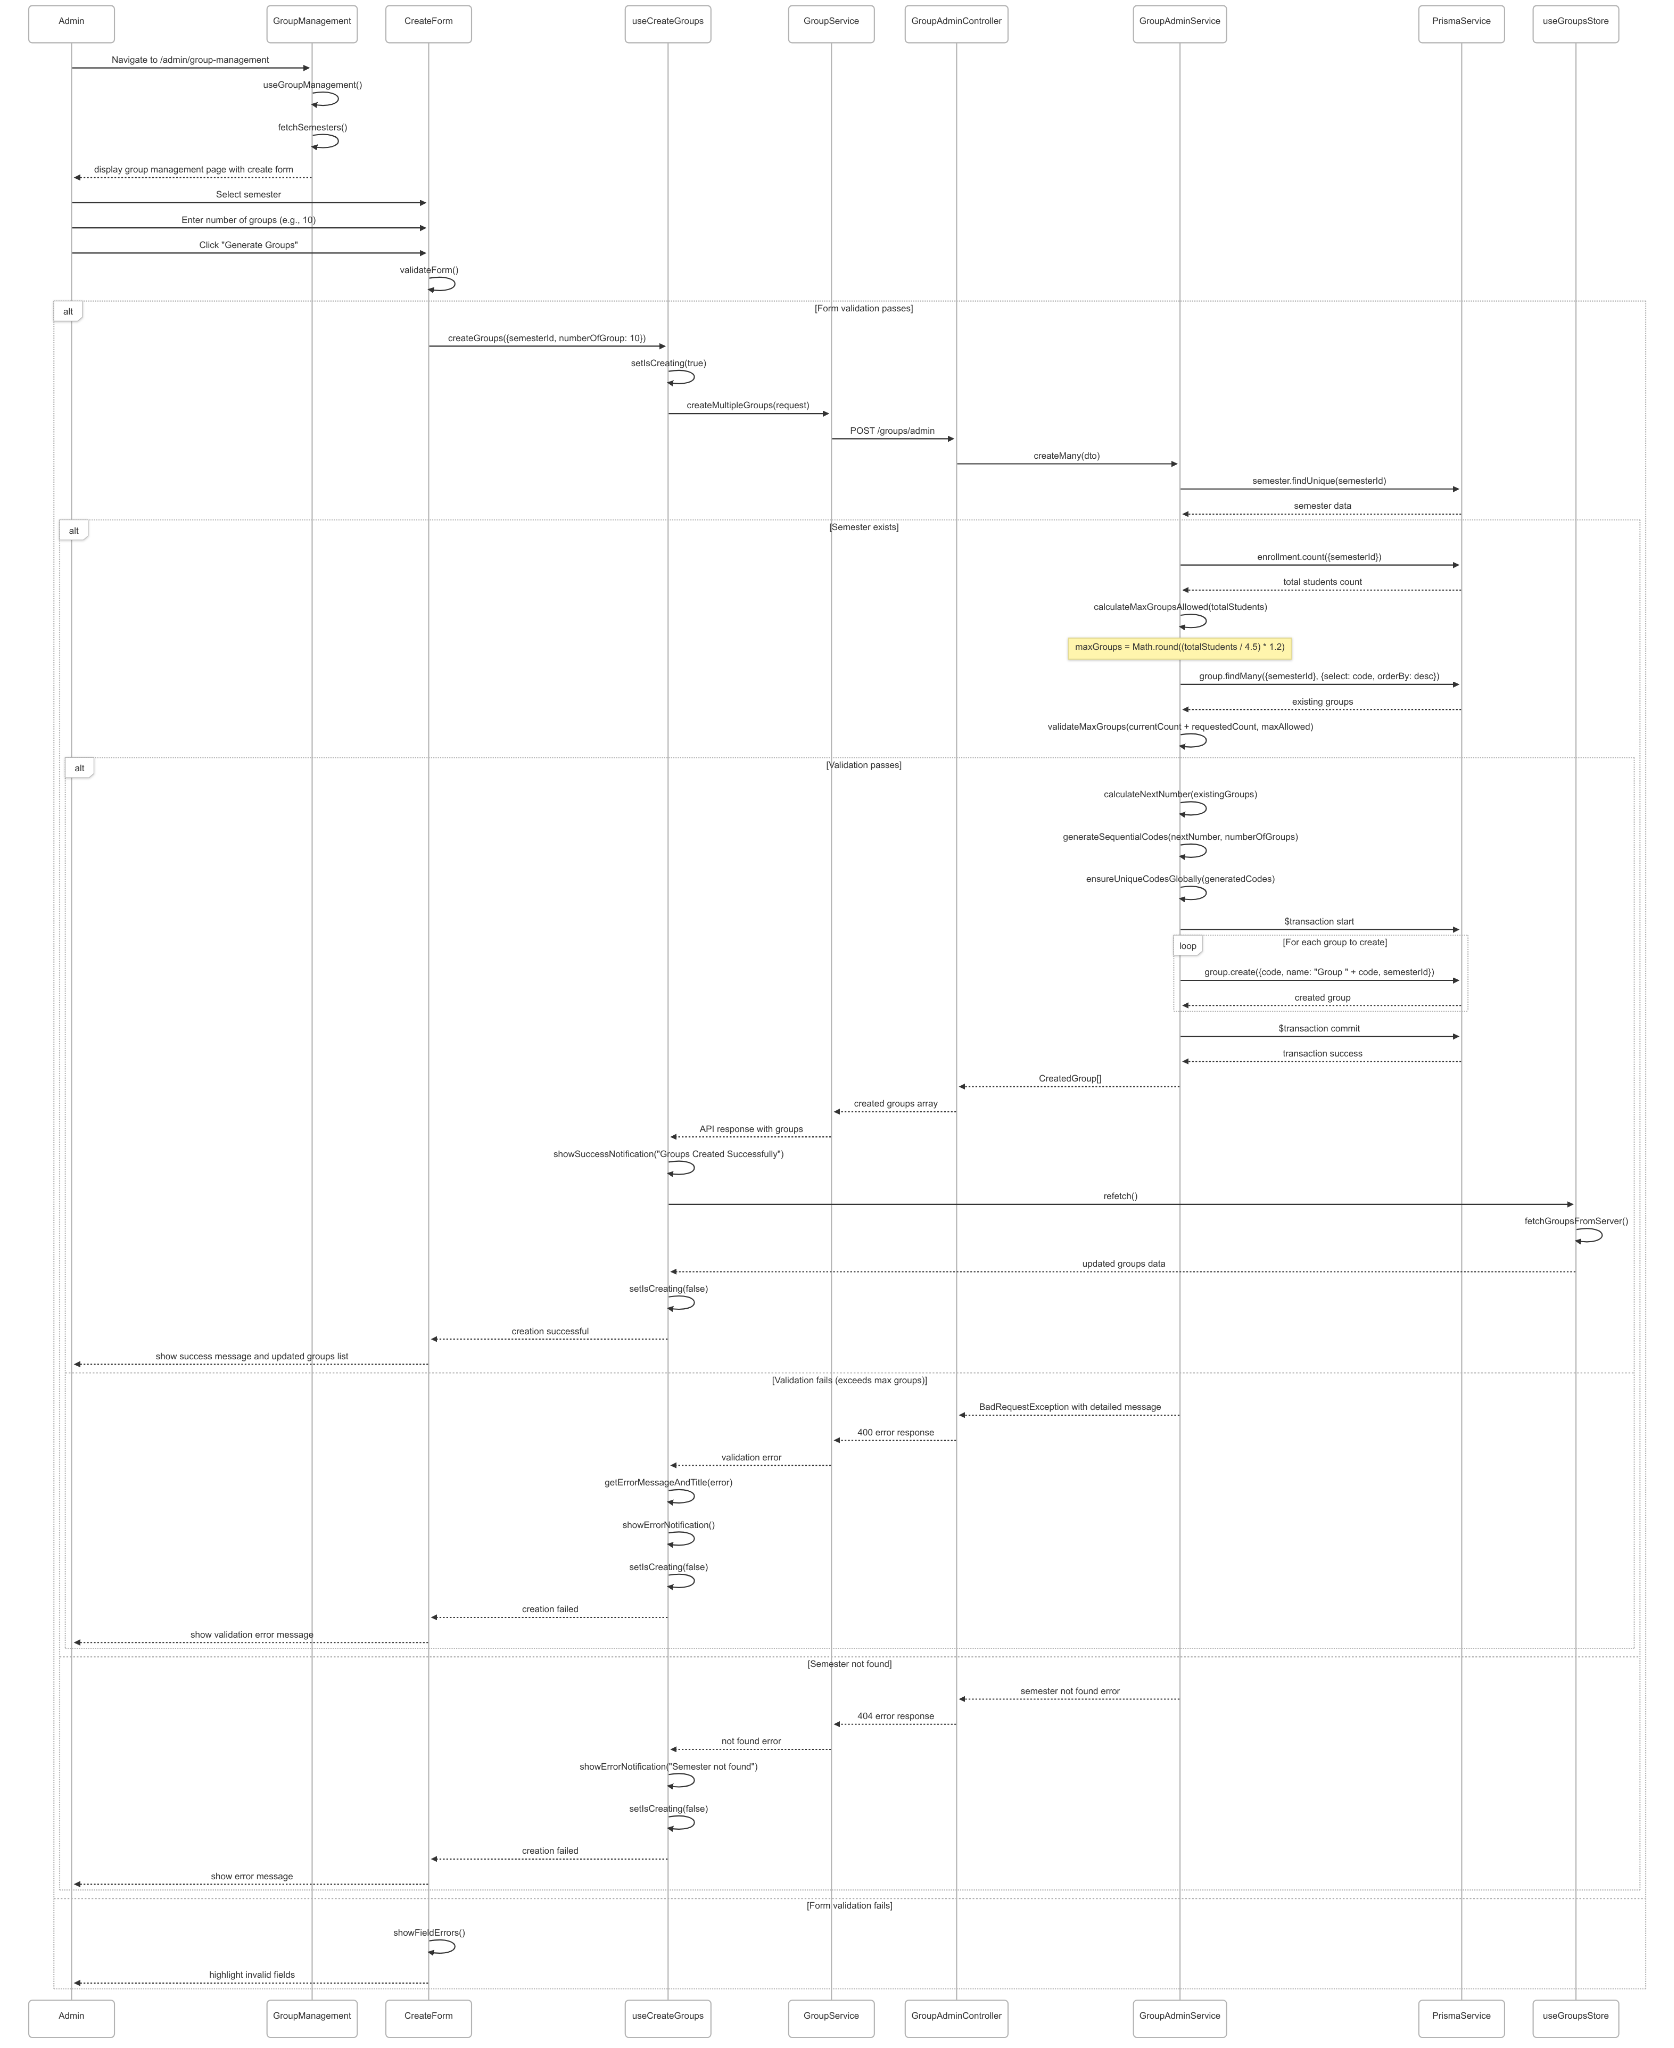 Admin
GroupManagement
CreateForm
useCreateGroups
GroupService
GroupAdminController
GroupAdminService
PrismaService
useGroupsStore
Navigate to /admin/group-management
useGroupManagement()
fetchSemesters()
display group management page with create form
Select semester
Enter number of groups (e.g., 10)
Click "Generate Groups"
validateForm()
alt
[Form validation passes]
createGroups({semesterId, numberOfGroup: 10})
setIsCreating(true)
createMultipleGroups(request)
POST /groups/admin
createMany(dto)
semester.findUnique(semesterId)
semester data
alt
[Semester exists]
enrollment.count({semesterId})
total students count
calculateMaxGroupsAllowed(totalStudents)
maxGroups = Math.round((totalStudents / 4.5) * 1.2)
group.findMany({semesterId}, {select: code, orderBy: desc})
existing groups
validateMaxGroups(currentCount + requestedCount, maxAllowed)
alt
[Validation passes]
calculateNextNumber(existingGroups)
generateSequentialCodes(nextNumber, numberOfGroups)
ensureUniqueCodesGlobally(generatedCodes)
$transaction start
loop
[For each group to create]
group.create({code, name: "Group " + code, semesterId})
created group
$transaction commit
transaction success
CreatedGroup[]
created groups array
API response with groups
showSuccessNotification("Groups Created Successfully")
refetch()
fetchGroupsFromServer()
updated groups data
setIsCreating(false)
creation successful
show success message and updated groups list
[Validation fails (exceeds max groups)]
BadRequestException with detailed message
400 error response
validation error
getErrorMessageAndTitle(error)
showErrorNotification()
setIsCreating(false)
creation failed
show validation error message
[Semester not found]
semester not found error
404 error response
not found error
showErrorNotification("Semester not found")
setIsCreating(false)
creation failed
show error message
[Form validation fails]
showFieldErrors()
highlight invalid fields
Admin
GroupManagement
CreateForm
useCreateGroups
GroupService
GroupAdminController
GroupAdminService
PrismaService
useGroupsStore